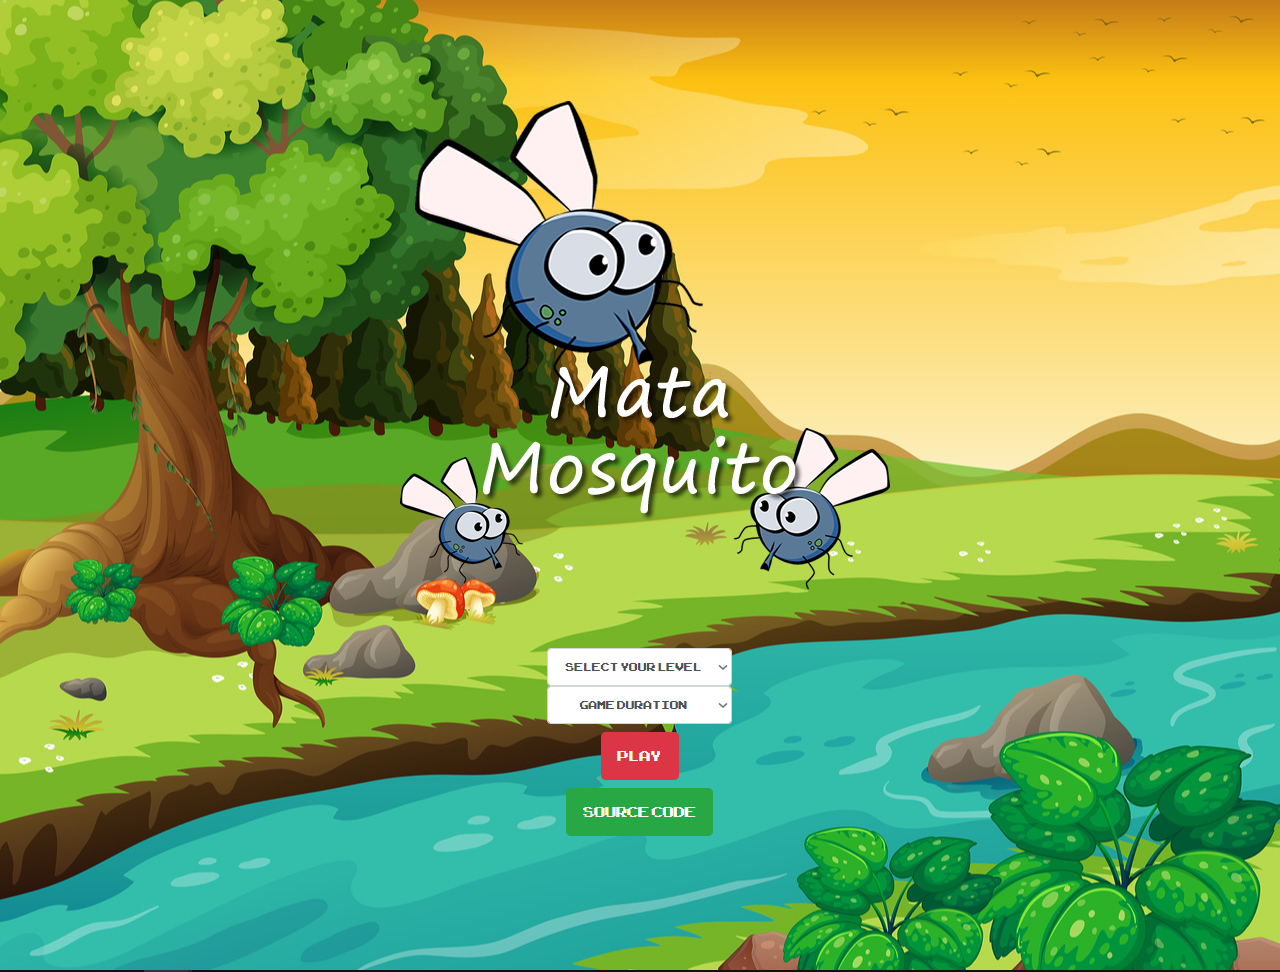 Mata
Mosquito
SELECT YOUR LEVEL
GAME DURATION
PLAY
SOURCE CODE